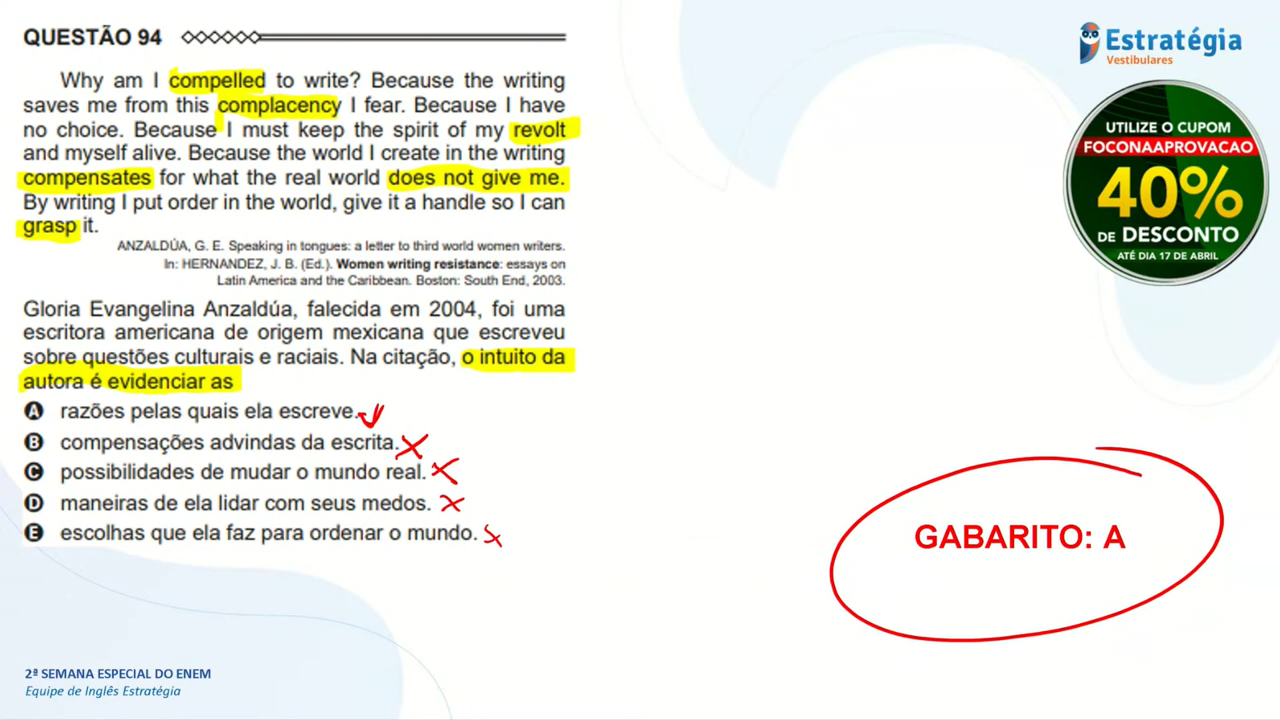 QUESTÃO 94
Why am I compelled to write? Because the writing
saves me from this complacency I fear. Because I have
no choice. Because I must keep the spirit of my revolt
and myself alive. Because the world I create in the writing
compensates for what the real world does not give me.
By writing I put order in the world, give it a handle so I can
grasp it.
ANZALDÚA, G. E. Speaking in tongues: a letter to third world women writers.
In: HERNANDEZ, J. B. (Ed.). Women writing resistance: essays on
Latin America and the Caribbean. Boston: South End, 2003.
Gloria Evangelina Anzaldúa, falecida em 2004, foi uma
escritora americana de origem mexicana que escreveu
sobre questões culturais e raciais. Na citação, o intuito da
autora é evidenciar as
A razões pelas quais ela escreve.
B compensações advindas da escrita.
C possibilidades de mudar o mundo real.
D maneiras de ela lidar com seus medos.
E escolhas que ela faz para ordenar o mundo.
Estratégia
Vestibulares
UTILIZE O CUPOM
FOCONAAPROVACAO
40%
DE DESCONTO
ATÉ DIA 17 DE ABRIL
GABARITO: A
2ª SEMANA ESPECIAL DO ENEM
Equipe de Inglês Estratégia